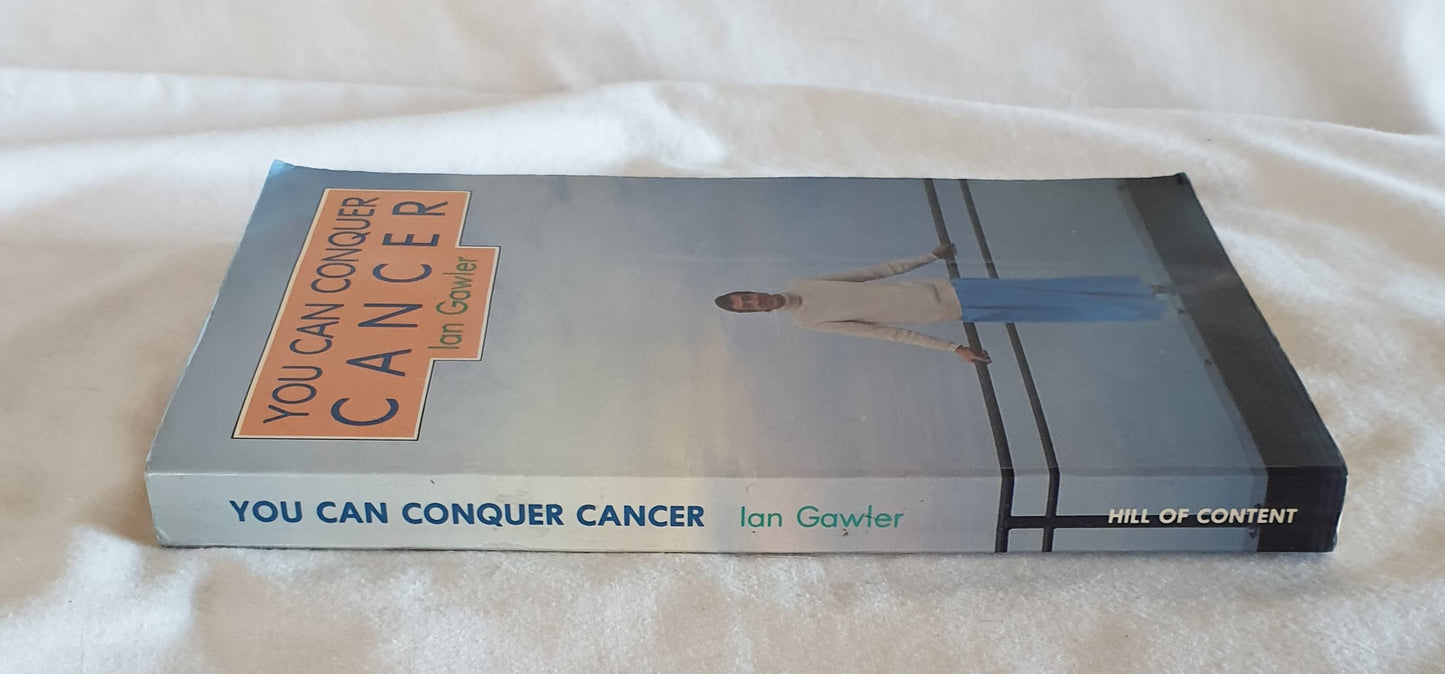 YOU CAN CONQUER
CANCER
Ian Gawler
YOU CAN CONQUER CANCER Ian Gawler HILL OF CONTENT